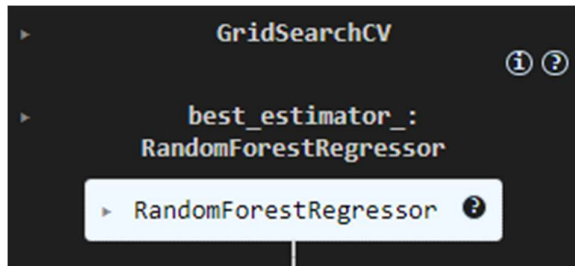 GridSearchCV
i ?
best_estimator_:
RandomForestRegressor
RandomForestRegressor ?